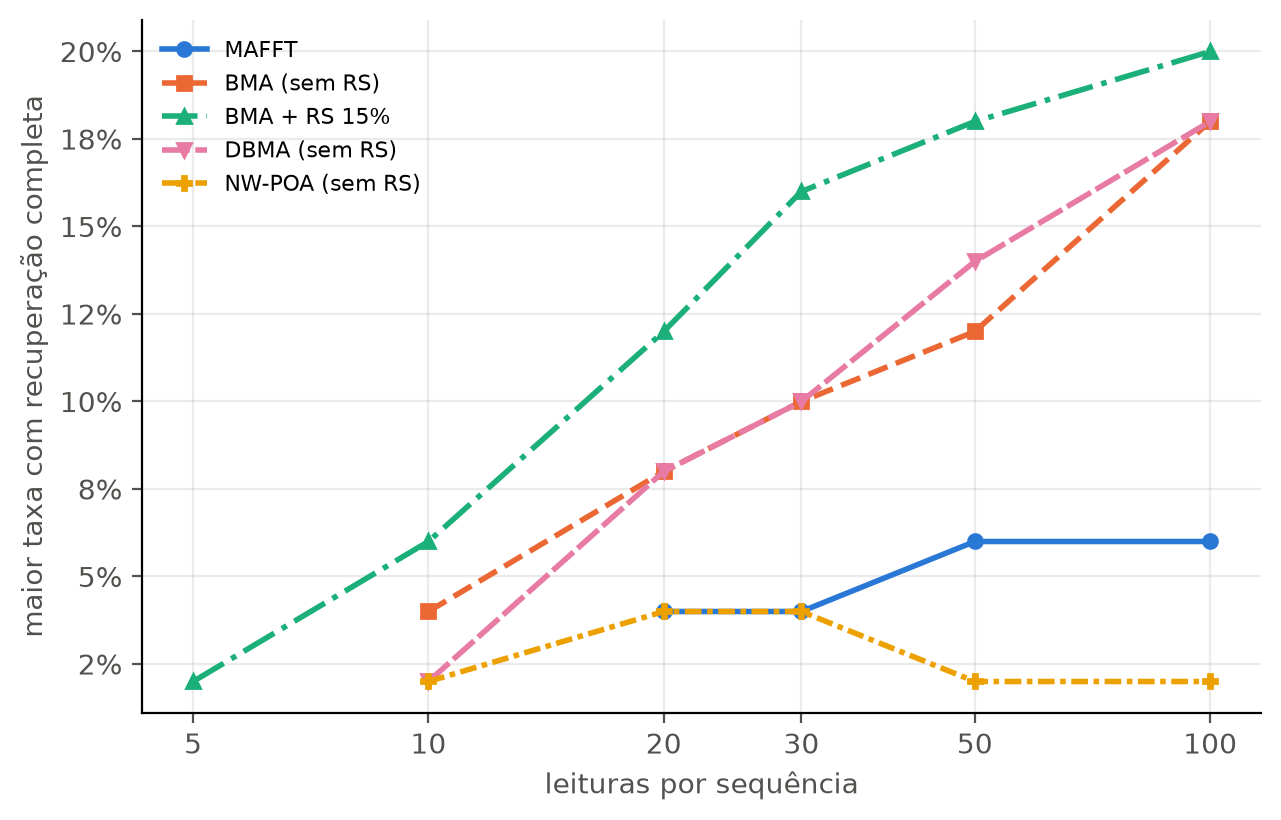 maior taxa com recuperação completa
20%
18%
15%
12%
10%
8%
5%
2%
MAFFT
BMA (sem RS)
BMA + RS 15%
DBMA (sem RS)
NW-POA (sem RS)
5 10 20 30 50 100
leituras por sequência